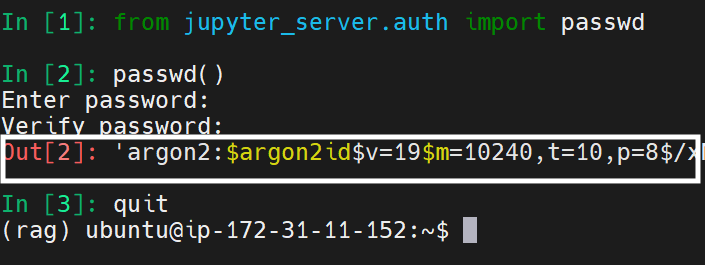 In [1]: from jupyter_server.auth import passwd
In [2]: passwd()
Enter password:
Verify password:
Out[2]: 'argon2:$argon2id$v=19$m=10240,t=10,p=8$/x
In [3]: quit
(rag) ubuntu@ip-172-31-11-152:~$